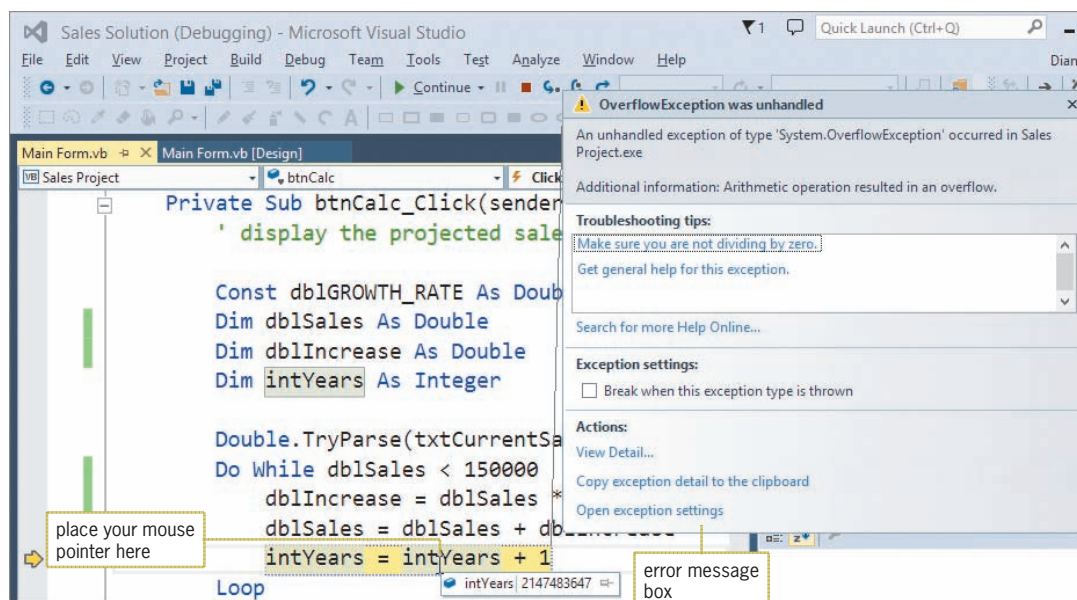 Sales Solution (Debugging) - Microsoft Visual Studio
1
Quick Launch (Ctrl+Q)
File Edit View Project Build Debug Team Tools Test Analyze Window Help
Dian
Continue
Main Form.vb
Main Form.vb [Design]
VB Sales Project
btnCalc
Click
Private Sub btnCalc_Click(sender
' display the projected sale
Const dblGROWTH_RATE As Doub
Dim dblSales As Double
Dim dblIncrease As Double
Dim intYears As Integer
Double.TryParse(txtCurrentSa
Do While dblSales < 150000
dblIncrease = dblSales *
dblSales = dblSales +
intYears = intYears + 1
intYears 2147483647
Loop
place your mouse
pointer here
OverflowException was unhandled
An unhandled exception of type 'System.OverflowException' occurred in Sales
Project.exe
Additional information: Arithmetic operation resulted in an overflow.
Troubleshooting tips:
Make sure you are not dividing by zero.
Get general help for this exception.
Search for more Help Online...
Exception settings:
Break when this exception type is thrown
Actions:
View Detail...
Copy exception detail to the clipboard
Open exception settings
error message
box